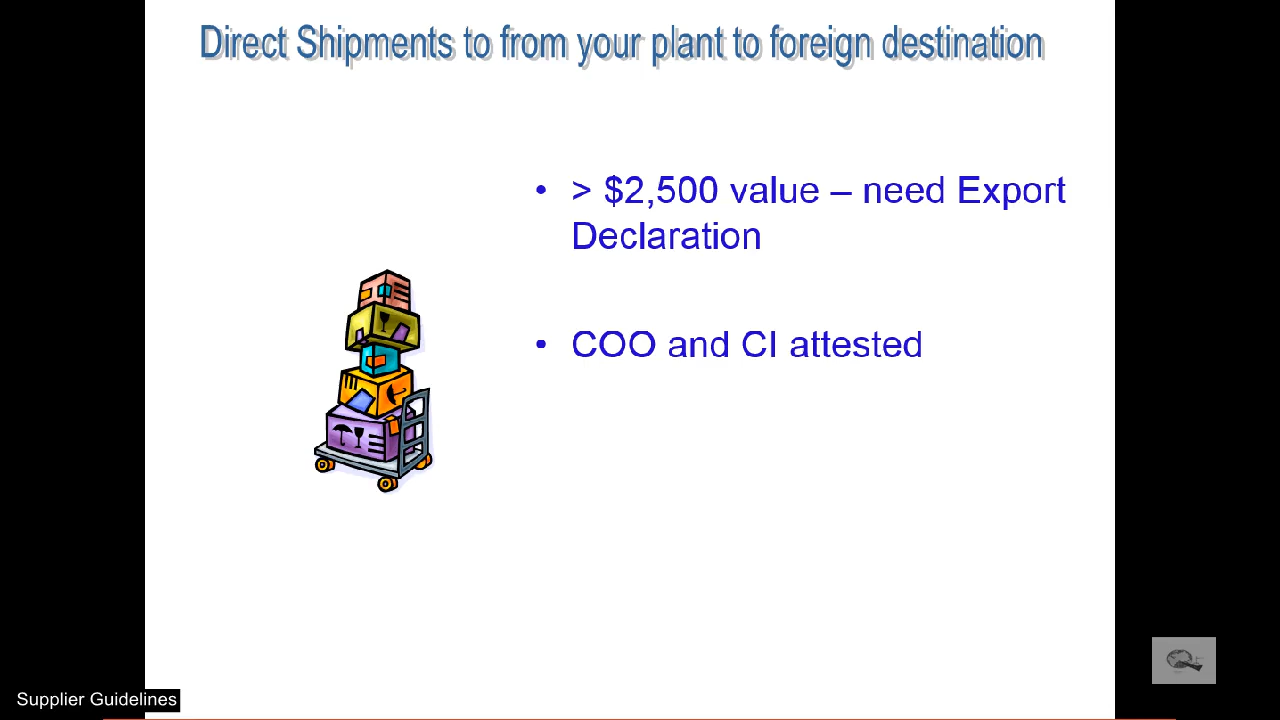 Direct Shipments to from your plant to foreign destination
• > $2,500 value – need Export
Declaration
• COO and CI attested
Supplier Guidelines